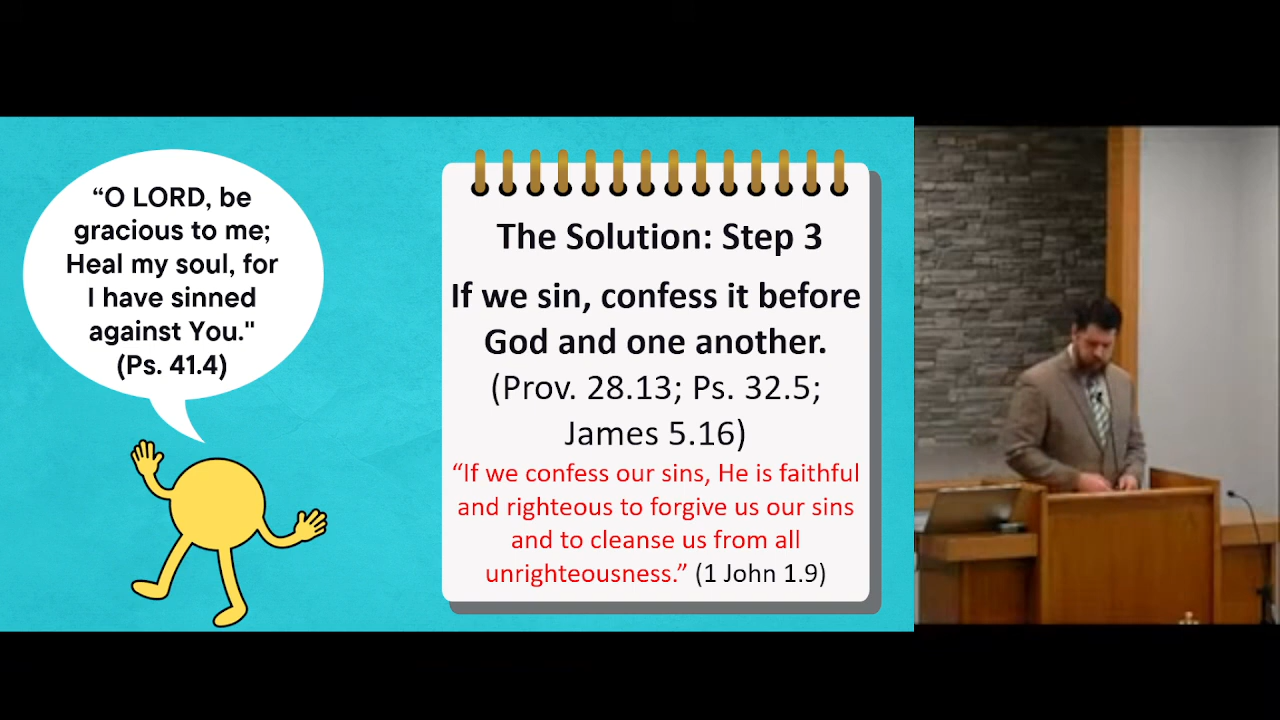 “O LORD, be
gracious to me;
Heal my soul, for
I have sinned
against You."
(Ps. 41.4)
The Solution: Step 3
If we sin, confess it before
God and one another.
(Prov. 28.13; Ps. 32.5;
James 5.16)
“If we confess our sins, He is faithful
and righteous to forgive us our sins
and to cleanse us from all
unrighteousness.” (1 John 1.9)